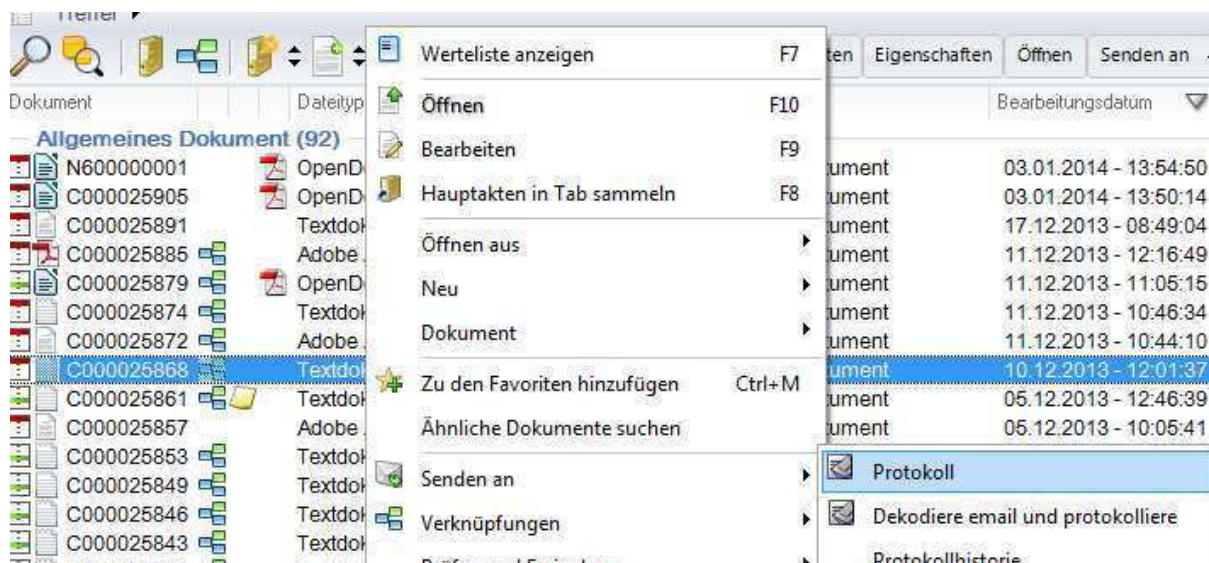 Treffer
Werteliste anzeigen F7
ten Eigenschaften Öffnen Senden an
Dokument Dateityp Bearbeitungsdatum
Öffnen F10
Allgemeines Dokument (92)
Bearbeiten F9
N600000001 OpenD ument 03.01.2014 - 13:54:50
C000025905 OpenD ument 03.01.2014 - 13:50:14
Hauptakten in Tab sammeln F8
C000025891 Textdok ument 17.12.2013 - 08:49:04
Öffnen aus
C000025885 Adobe ument 11.12.2013 - 12:16:49
C000025879 OpenD ument 11.12.2013 - 11:05:15
Neu
C000025874 Textdok ument 11.12.2013 - 10:46:34
Dokument
C000025872 Adobe ument 11.12.2013 - 10:44:10
C000025868 Textdok ument 10.12.2013 - 12:01:37
Zu den Favoriten hinzufügen Ctrl+M
C000025861 Textdok ument 05.12.2013 - 12:46:39
C000025857 Adobe ument 05.12.2013 - 10:05:41
Ähnliche Dokumente suchen
C000025853 Textdok
Protokoll
Senden an
C000025849 Textdok
C000025846 Textdok
Verknüpfungen
Dekodiere email und protokolliere
C000025843 Textdok
Protokollhistorie